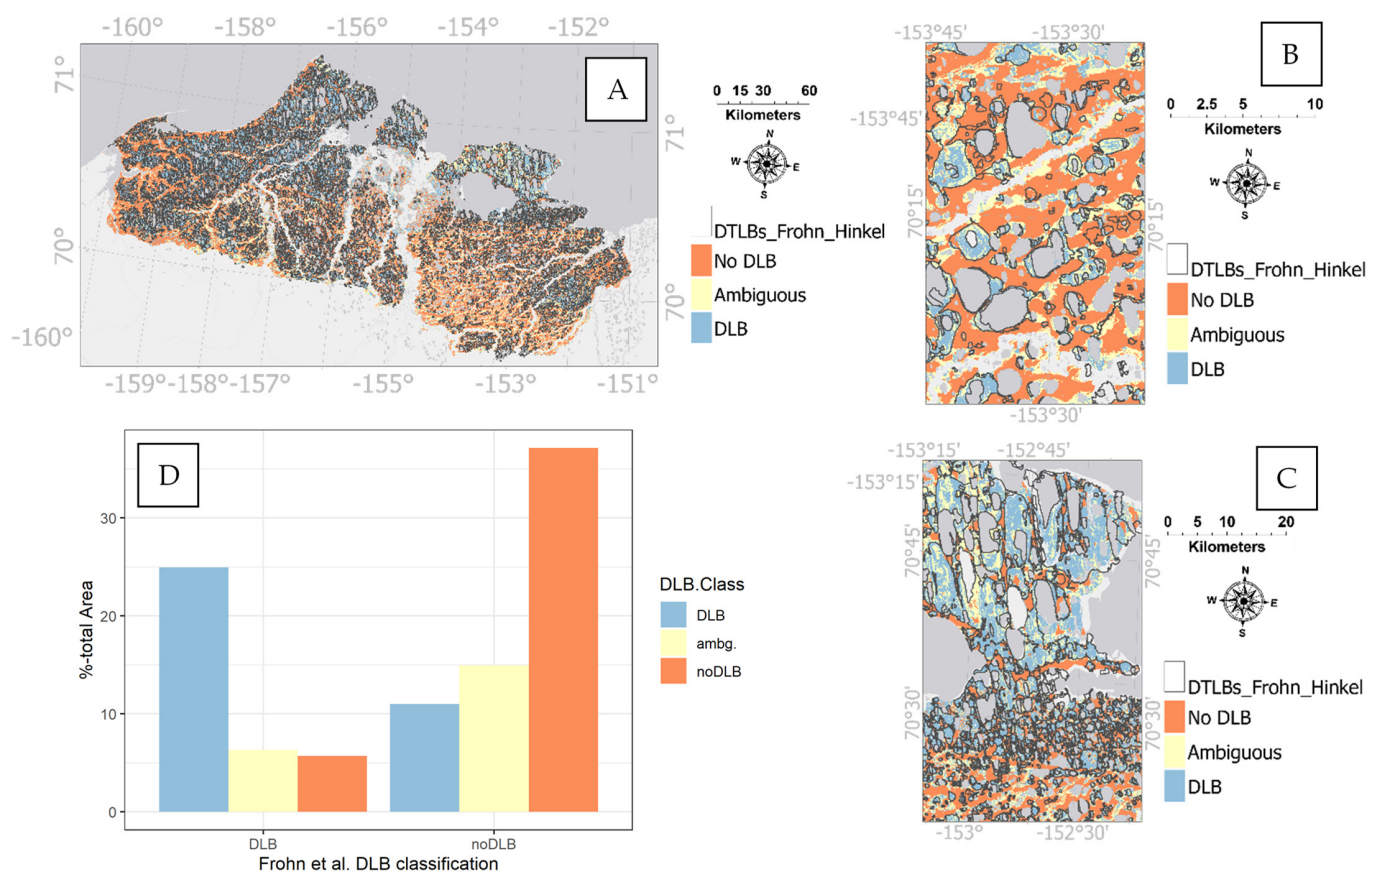 -160° -158° -156° -154° -152°
A
71°
71°
70°
70°
-160°
-159° -158° -157° -155° -153° -151°
0 15 30 60
Kilometers
N
W E
S
DTLBs_Frohn_Hinkel
No DLB
Ambiguous
DLB
-153°45' -153°30'
B
-153°45'
70°15'
70°15'
-153°30'
0 2.5 5 10
Kilometers
N
W E
S
DTLBs_Frohn_Hinkel
No DLB
Ambiguous
DLB
-153°15' -152°45'
C
-153°15'
70°45'
70°45'
70°30'
70°30'
-153° -152°30'
0 5 10 20
Kilometers
N
W E
S
DTLBs_Frohn_Hinkel
No DLB
Ambiguous
DLB
D
%-total Area
30
20
10
0
DLB noDLB
Frohn et al. DLB classification
DLB.Class
DLB
ambg.
noDLB